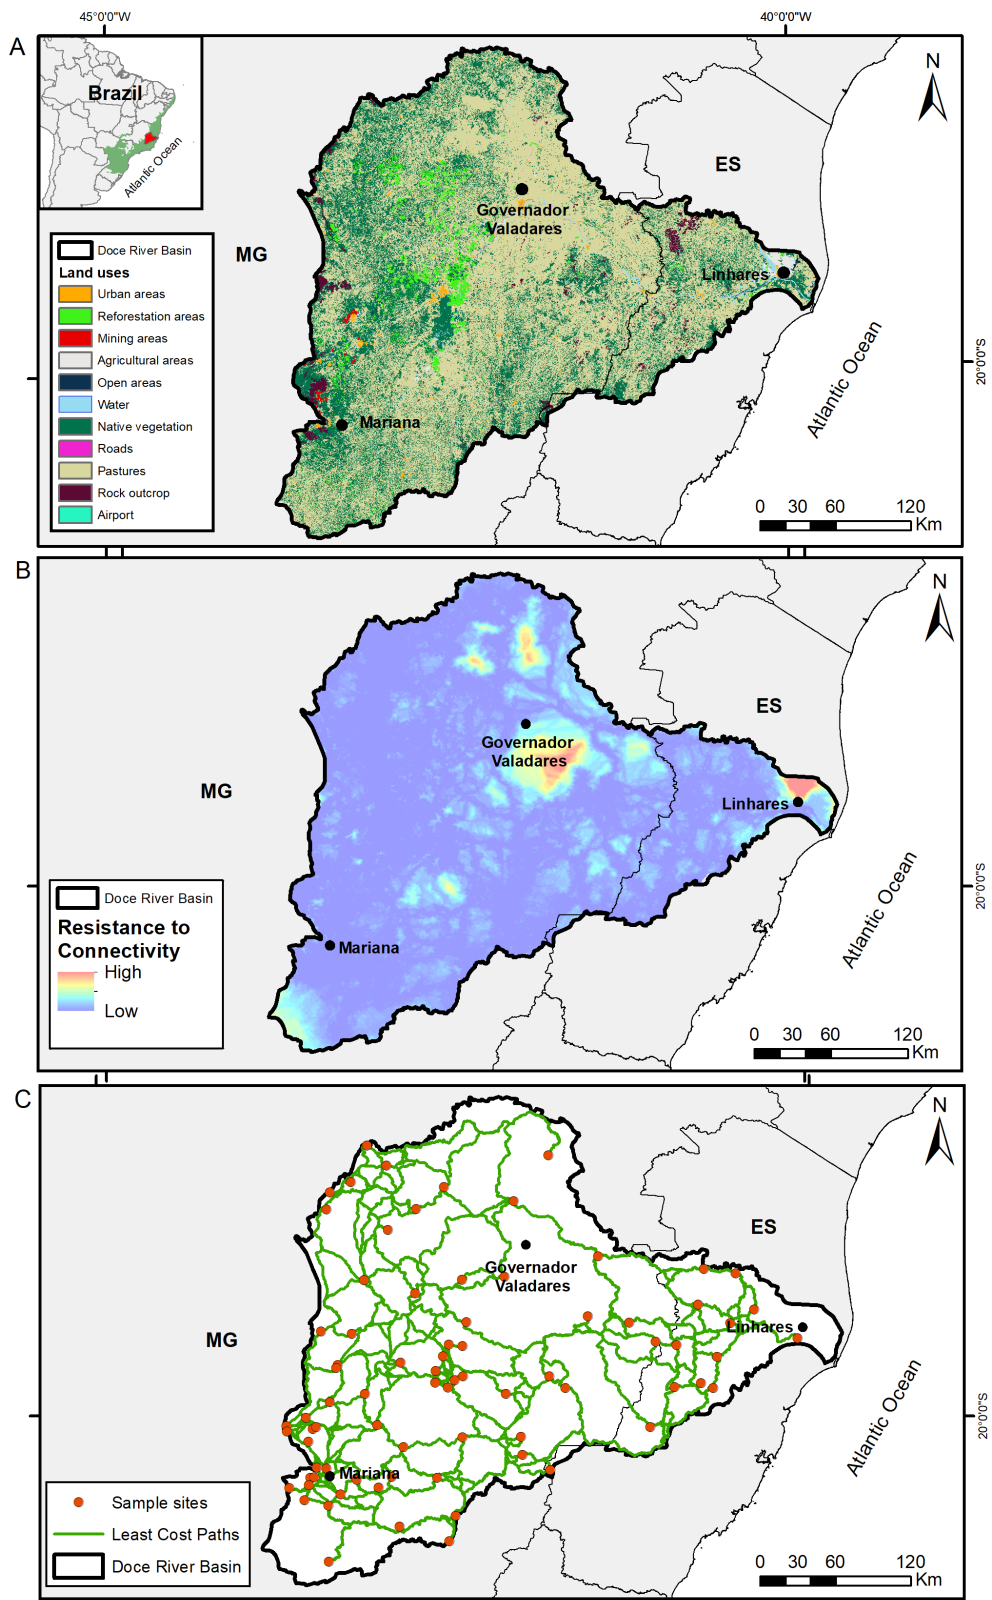 45°0'0"W
40°0'0"W
A
Brazil
Atlantic Ocean
N
ES
MG
Governador
Valadares
Linhares
Mariana
Atlantic Ocean
20°0'0"S
Doce River Basin
Land uses
Urban areas
Reforestation areas
Mining areas
Agricultural areas
Open areas
Water
Native vegetation
Roads
Pastures
Rock outcrop
Airport
0 30 60 120
Km
B
N
ES
MG
Governador
Valadares
Linhares
Mariana
Atlantic Ocean
20°0'0"S
Doce River Basin
Resistance to
Connectivity
High
Low
0 30 60 120
Km
C
N
ES
MG
Governador
Valadares
Linhares
Mariana
Atlantic Ocean
20°0'0"S
Sample sites
Least Cost Paths
Doce River Basin
0 30 60 120
Km